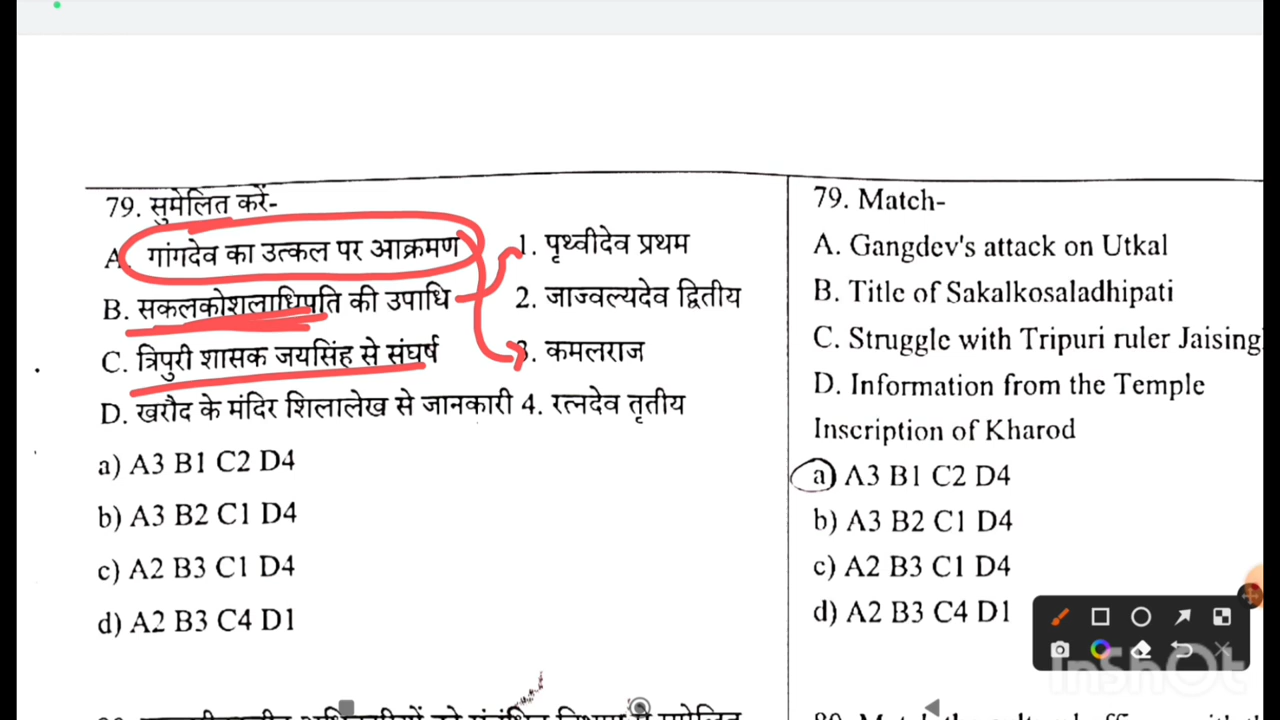 79. सुमेलित करें-
A. गांगदेव का उत्कल पर आक्रमण 1. पृथ्वीदेव प्रथम
B. सकलकोशलाधिपति की उपाधि 2. जाज्वल्यदेव द्वितीय
C. त्रिपुरी शासक जयसिंह से संघर्ष 3. कमलराज
D. खरौद के मंदिर शिलालेख से जानकारी 4. रत्नदेव तृतीय
a) A3 B1 C2 D4
b) A3 B2 C1 D4
c) A2 B3 C1 D4
d) A2 B3 C4 D1
79. Match-
A. Gangdev's attack on Utkal
B. Title of Sakalkosaladhipati
C. Struggle with Tripuri ruler Jaising
D. Information from the Temple
Inscription of Kharod
a) A3 B1 C2 D4
b) A3 B2 C1 D4
c) A2 B3 C1 D4
d) A2 B3 C4 D1
InShOt